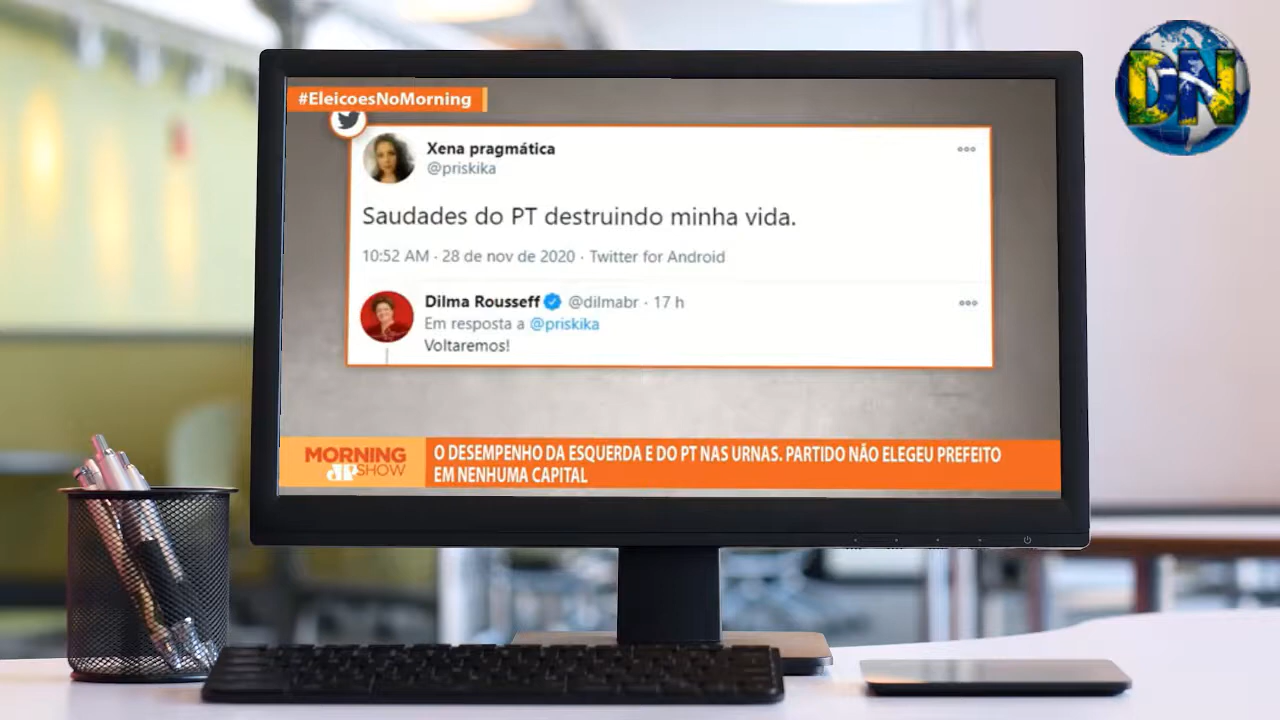 DN
#EleicoesNoMorning
Xena pragmática
@priskika
Saudades do PT destruindo minha vida.
10:52 AM · 28 de nov de 2020 · Twitter for Android
Dilma Rousseff @dilmabr · 17 h
Em resposta a @priskika
Voltaremos!
MORNING
JP SHOW
O DESEMPENHO DA ESQUERDA E DO PT NAS URNAS. PARTIDO NÃO ELEGEU PREFEITO
EM NENHUMA CAPITAL